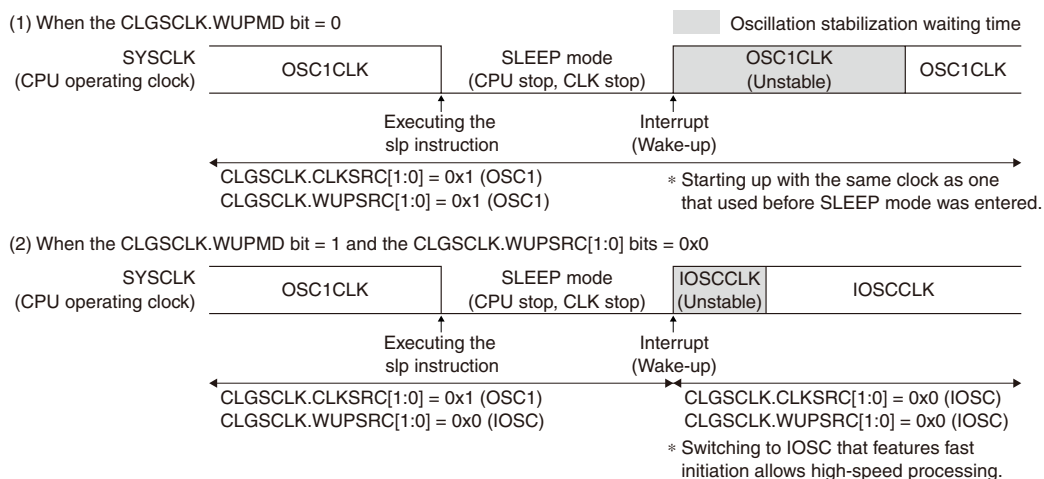 (1) When the CLGSCLK.WUPMD bit = 0
Oscillation stabilization waiting time
SYSCLK
(CPU operating clock)
OSC1CLK
SLEEP mode
(CPU stop, CLK stop)
OSC1CLK
(Unstable)
OSC1CLK
Executing the
slp instruction
Interrupt
(Wake-up)
CLGSCLK.CLKSRC[1:0] = 0x1 (OSC1)
CLGSCLK.WUPSRC[1:0] = 0x1 (OSC1)
* Starting up with the same clock as one
that used before SLEEP mode was entered.
(2) When the CLGSCLK.WUPMD bit = 1 and the CLGSCLK.WUPSRC[1:0] bits = 0x0
SYSCLK
(CPU operating clock)
OSC1CLK
SLEEP mode
(CPU stop, CLK stop)
IOSCCLK
(Unstable)
IOSCCLK
Executing the
slp instruction
Interrupt
(Wake-up)
CLGSCLK.CLKSRC[1:0] = 0x1 (OSC1)
CLGSCLK.WUPSRC[1:0] = 0x0 (IOSC)
CLGSCLK.CLKSRC[1:0] = 0x0 (IOSC)
CLGSCLK.WUPSRC[1:0] = 0x0 (IOSC)
* Switching to IOSC that features fast
initiation allows high-speed processing.